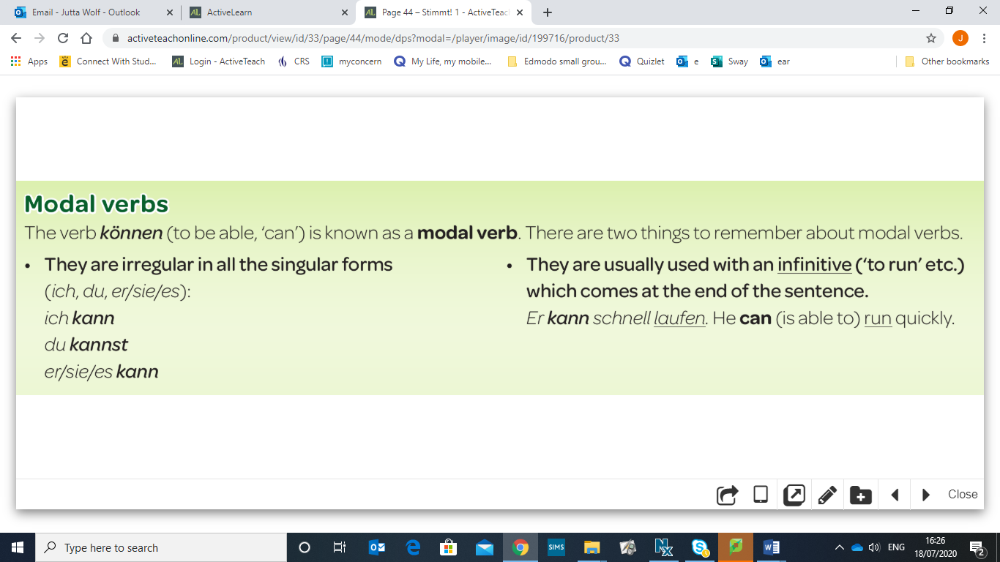 Email - Jutta Wolf - Outlook
ActiveLearn
Page 44 – Stimmt! 1 - ActiveTeac
activeteachonline.com/product/view/id/33/page/44/mode/dps?modal=/player/image/id/199716/product/33
J
Apps
Connect With Stud...
Login - ActiveTeach
CRS
myconcern
My Life, my mobile...
Edmodo small grou...
Quizlet
e
Sway
ear
Other bookmarks
Modal verbs
The verb können (to be able, ‘can’) is known as a modal verb. There are two things to remember about modal verbs.
• They are irregular in all the singular forms
(ich, du, er/sie/es):
ich kann
du kannst
er/sie/es kann
• They are usually used with an infinitive (‘to run’ etc.)
which comes at the end of the sentence.
Er kann schnell laufen. He can (is able to) run quickly.
Close
Type here to search
SIMS
ENG
16:26
18/07/2020
2